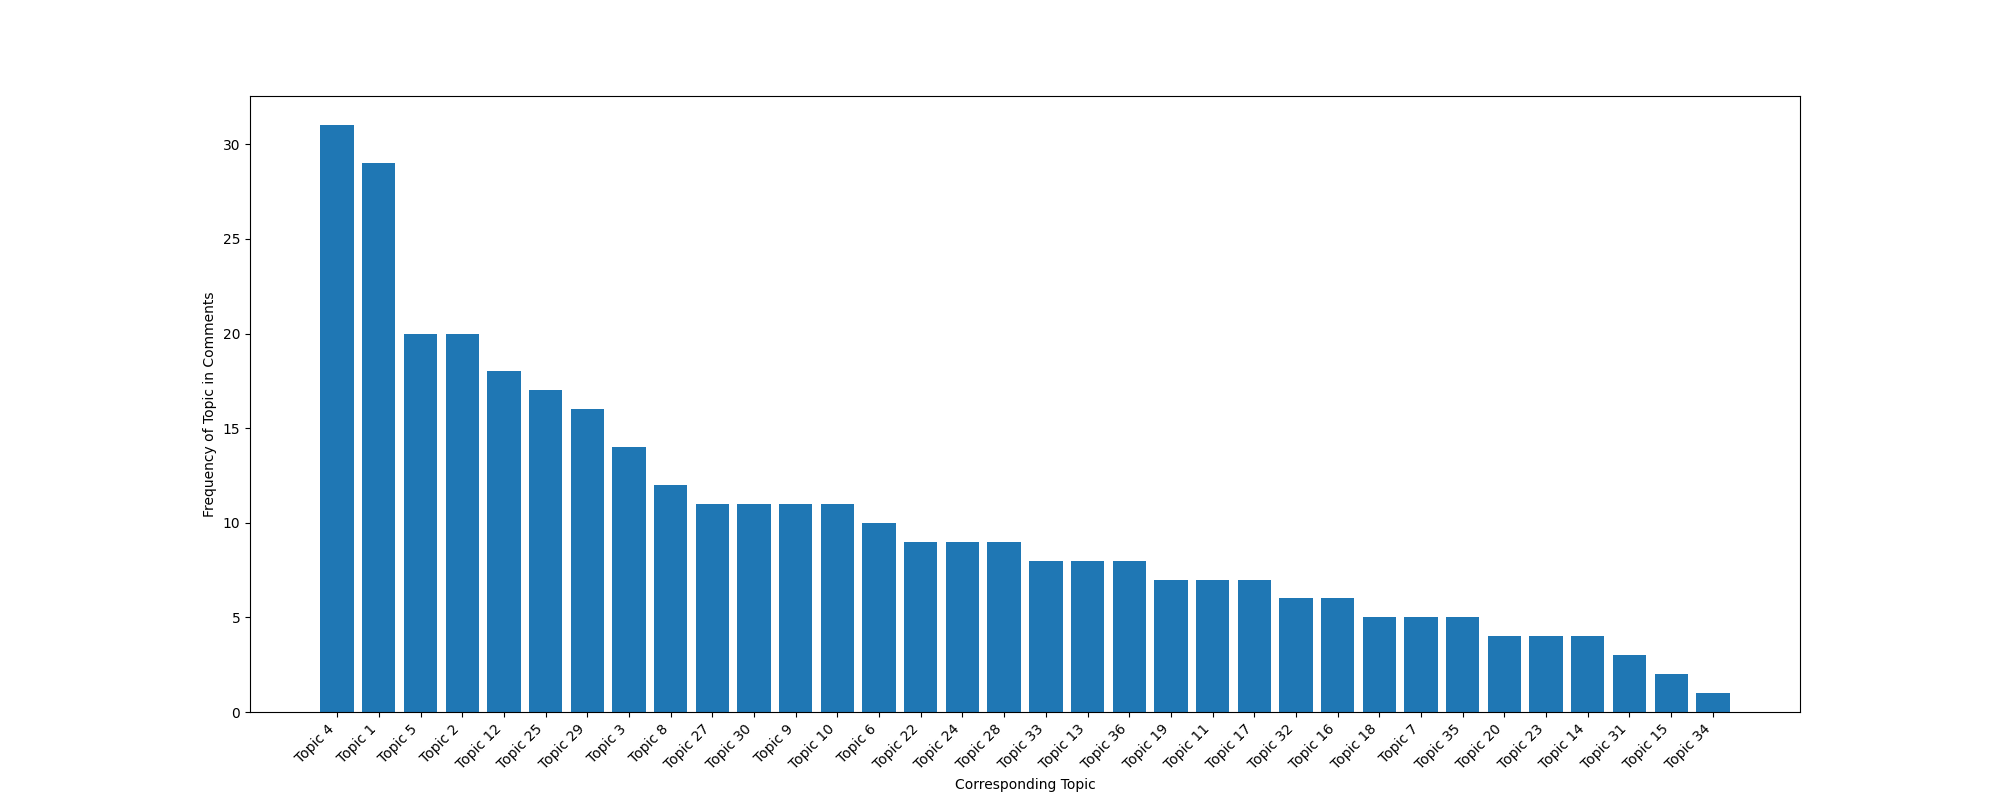 Frequency of Topic in Comments
30
25
20
15
10
5
0
Topic 4
Topic 1
Topic 5
Topic 2
Topic 12
Topic 25
Topic 29
Topic 3
Topic 8
Topic 27
Topic 30
Topic 9
Topic 10
Topic 6
Topic 22
Topic 24
Topic 28
Topic 33
Topic 13
Topic 36
Topic 19
Topic 11
Topic 17
Topic 32
Topic 16
Topic 18
Topic 7
Topic 35
Topic 20
Topic 23
Topic 14
Topic 31
Topic 15
Topic 34
Corresponding Topic